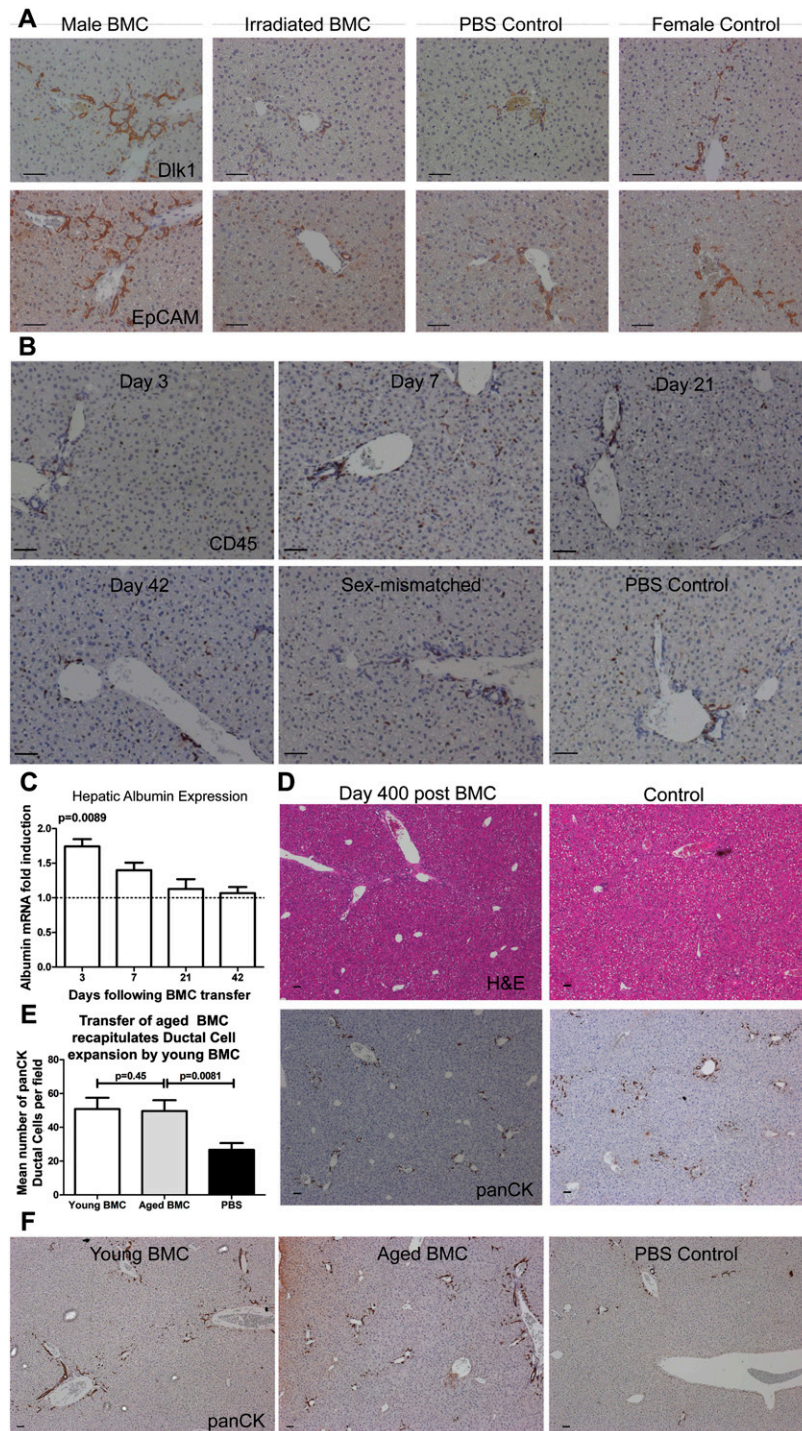 A
Male BMC
Irradiated BMC
PBS Control
Female Control
Dlk1
EpCAM
B
Day 3
Day 7
Day 21
CD45
Day 42
Sex-mismatched
PBS Control
C
Hepatic Albumin Expression
p=0.0089
Albumin mRNA fold induction
2.0
1.5
1.0
0.5
0.0
3
7
21
42
Days following BMC transfer
D
Day 400 post BMC
Control
H&E
panCK
E
Transfer of aged BMC
recapitulates Ductal Cell
expansion by young BMC
Mean number of panCK
Ductal Cells per field
80
60
40
20
0
p=0.45
p=0.0081
Young BMC
Aged BMC
PBS
F
Young BMC
Aged BMC
PBS Control
panCK